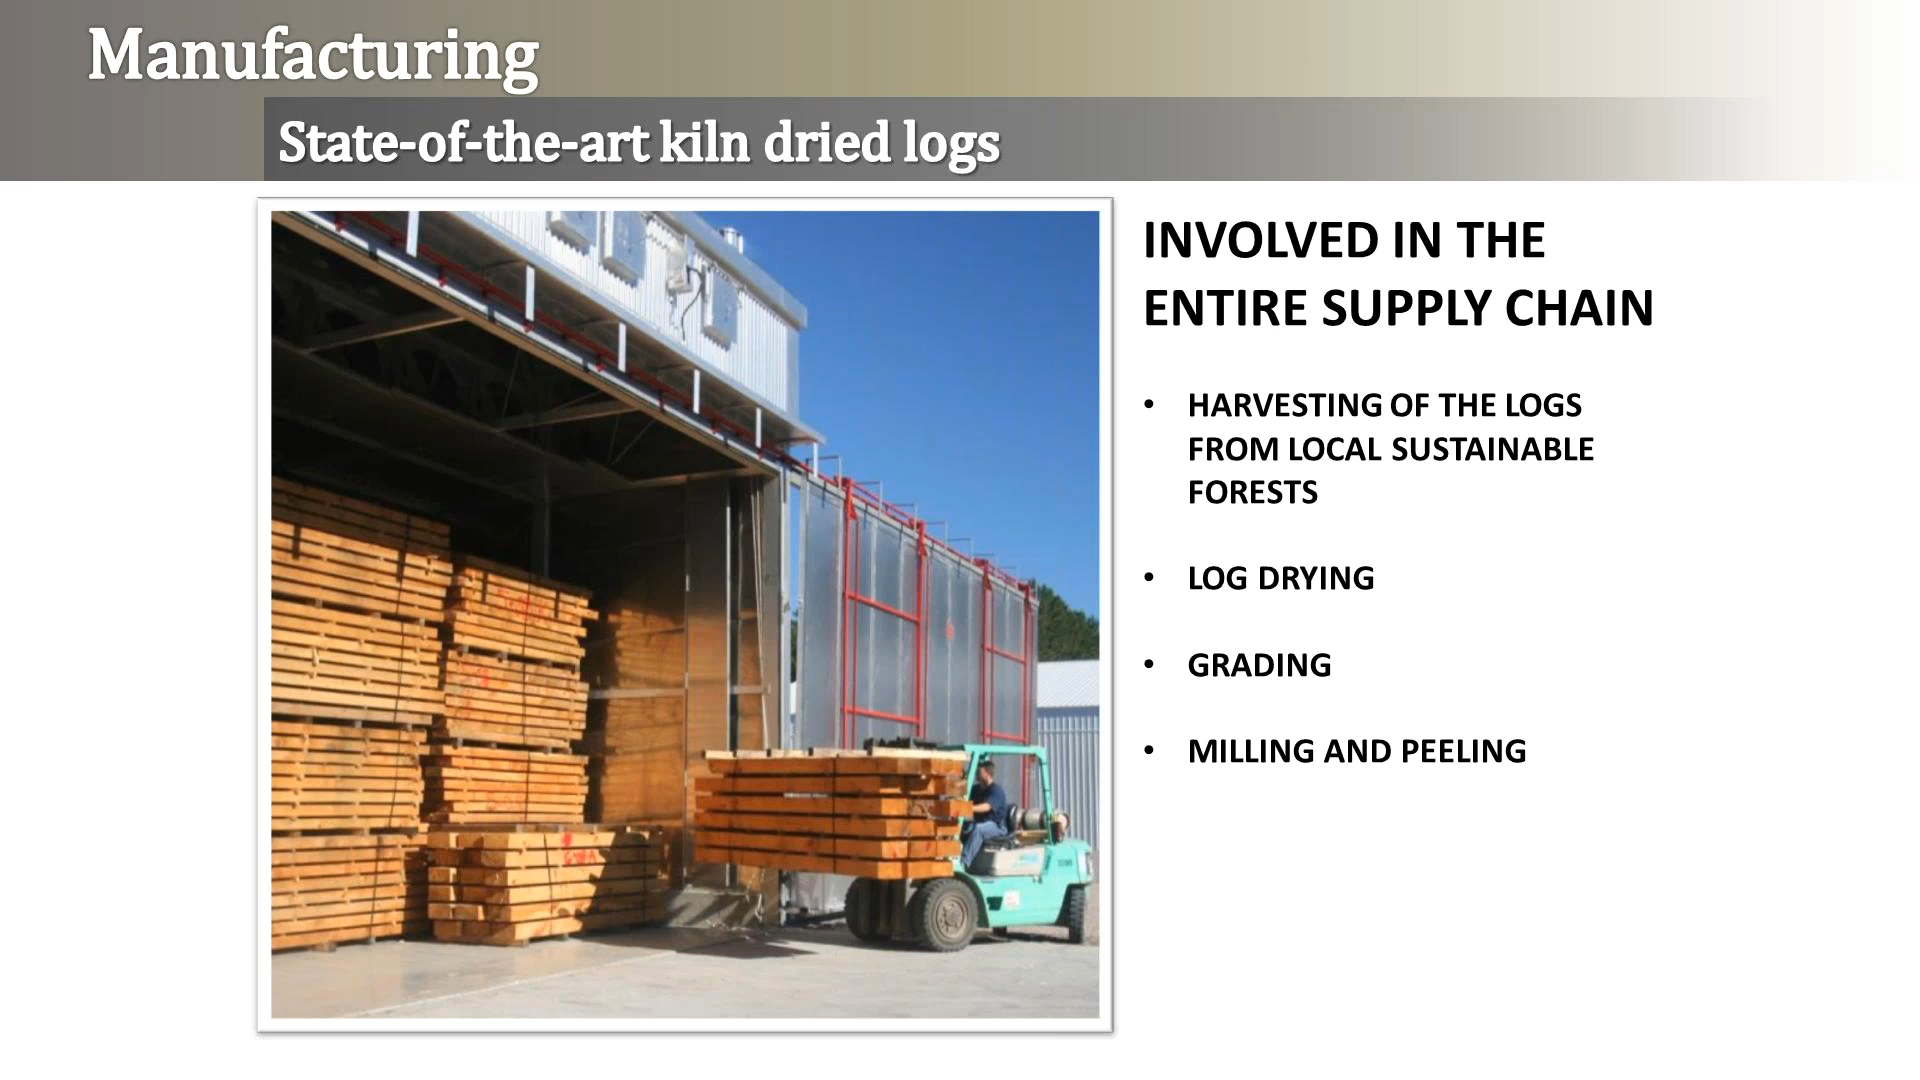 Manufacturing
State-of-the-art kiln dried logs
INVOLVED IN THE
ENTIRE SUPPLY CHAIN
• HARVESTING OF THE LOGS
FROM LOCAL SUSTAINABLE
FORESTS
• LOG DRYING
• GRADING
• MILLING AND PEELING